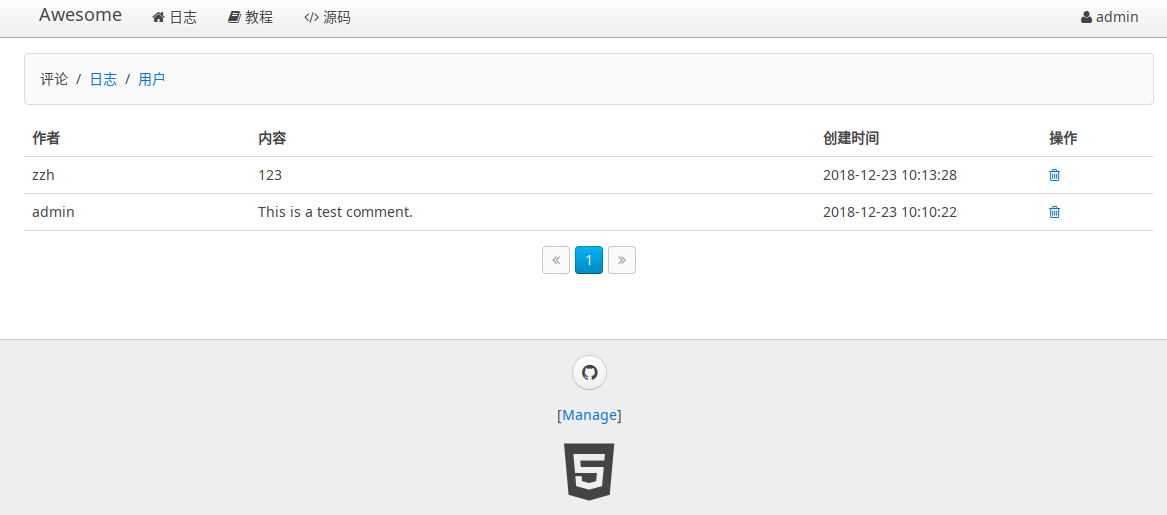 Awesome 日志 教程 源码 admin
评论 / 日志 / 用户
作者 内容 创建时间 操作
zzh 123 2018-12-23 10:13:28
admin This is a test comment. 2018-12-23 10:10:22
« 1 »
[Manage]